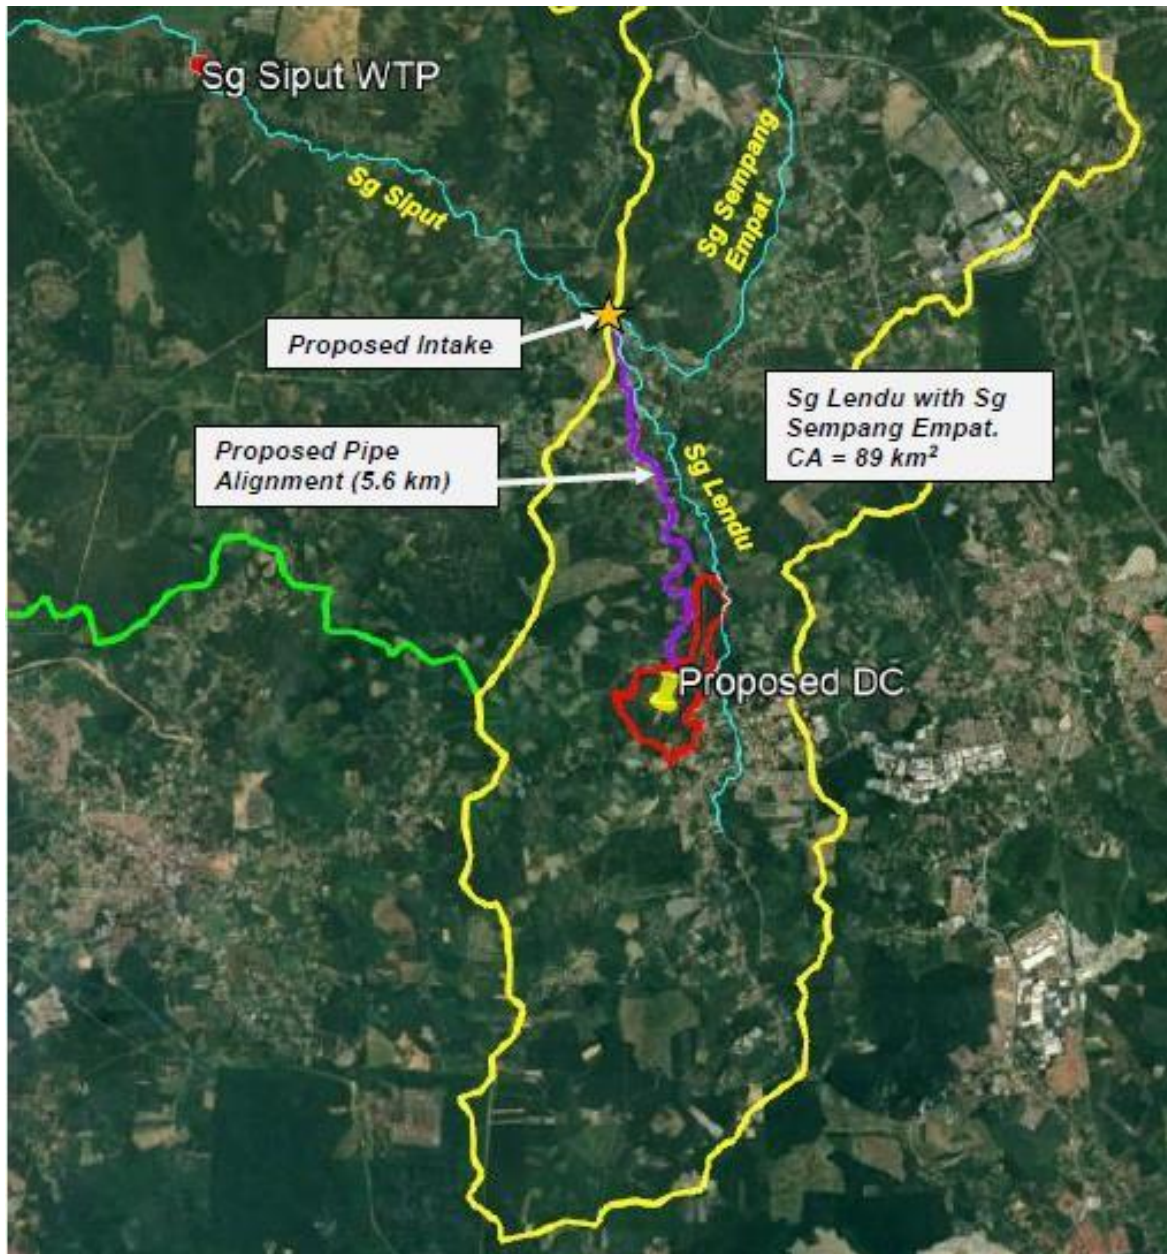 Sg Siput WTP
Sg Siput
Sg Sempang
Empat
Proposed Intake
Sg Lendu with Sg
Sempang Empat.
CA = 89 km²
Proposed Pipe
Alignment (5.6 km)
Sg Lendu
Proposed DC